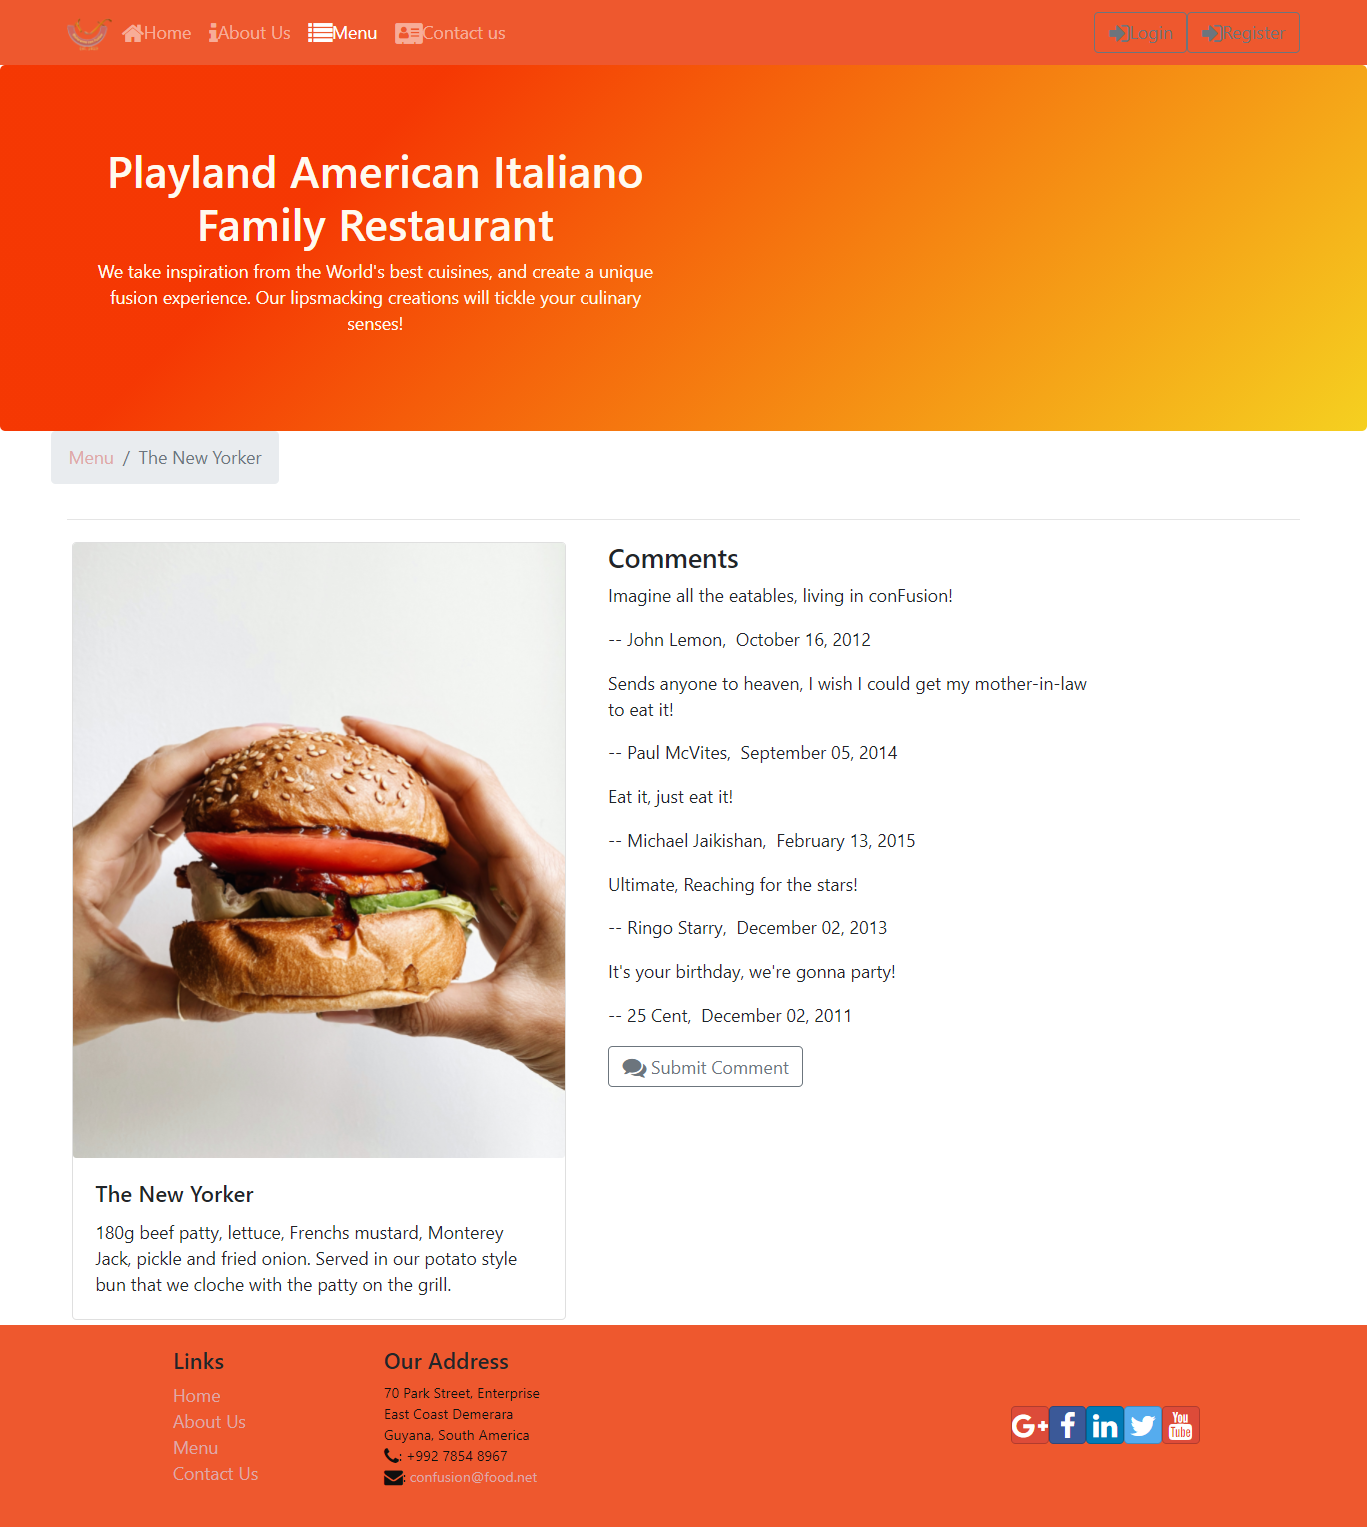 Home About Us Menu Contact us Login Register
Playland American Italiano
Family Restaurant
We take inspiration from the World's best cuisines, and create a unique
fusion experience. Our lipsmacking creations will tickle your culinary
senses!
Menu / The New Yorker
Comments
Imagine all the eatables, living in conFusion!
-- John Lemon, October 16, 2012
Sends anyone to heaven, I wish I could get my mother-in-law
to eat it!
-- Paul McVites, September 05, 2014
Eat it, just eat it!
-- Michael Jaikishan, February 13, 2015
Ultimate, Reaching for the stars!
-- Ringo Starry, December 02, 2013
It's your birthday, we're gonna party!
-- 25 Cent, December 02, 2011
Submit Comment
The New Yorker
180g beef patty, lettuce, Frenchs mustard, Monterey
Jack, pickle and fried onion. Served in our potato style
bun that we cloche with the patty on the grill.
Links
Home
About Us
Menu
Contact Us
Our Address
70 Park Street, Enterprise
East Coast Demerara
Guyana, South America
: +992 7854 8967
: confusion@food.net
G+ f in You Tube